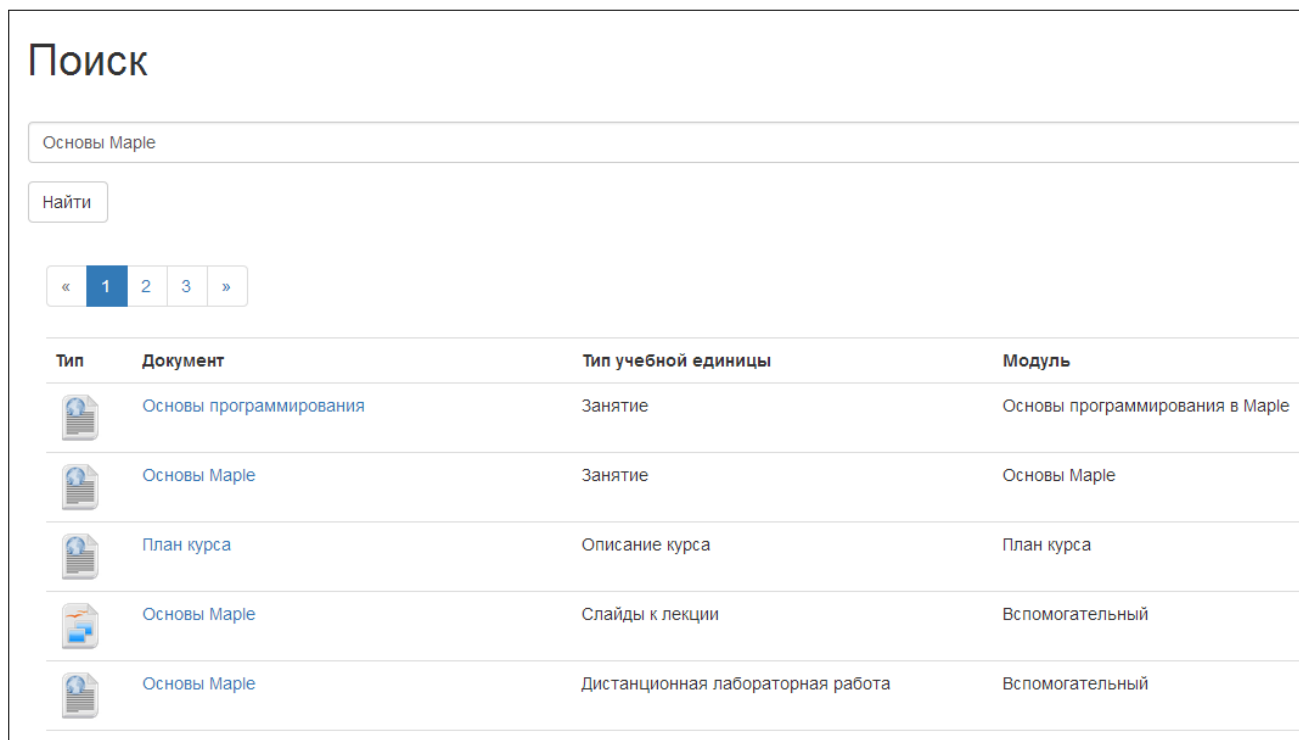 Поиск
Основы Maple
Найти
« 1 2 3 »
Тип Документ Тип учебной единицы Модуль
Основы программирования Занятие Основы программирования в Maple
Основы Maple Занятие Основы Maple
План курса Описание курса План курса
Основы Maple Слайды к лекции Вспомогательный
Основы Maple Дистанционная лабораторная работа Вспомогательный